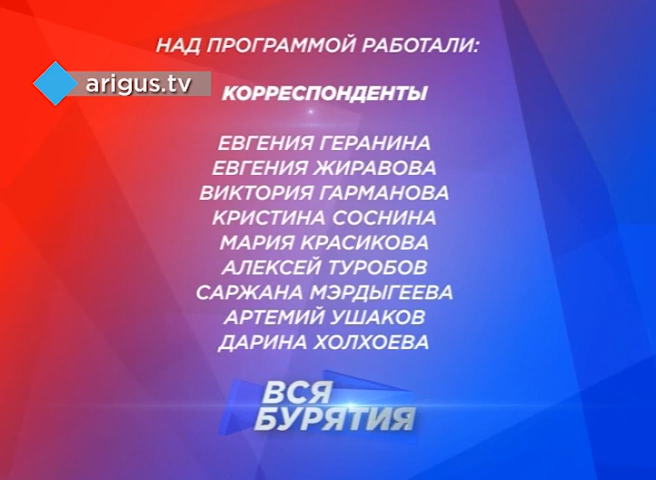 НАД ПРОГРАММОЙ РАБОТАЛИ:
arigus.tv
КОРРЕСПОНДЕНТЫ
ЕВГЕНИЯ ГЕРАНИНА
ЕВГЕНИЯ ЖИРАВОВА
ВИКТОРИЯ ГАРМАНОВА
КРИСТИНА СОСНИНА
МАРИЯ КРАСИКОВА
АЛЕКСЕЙ ТУРОБОВ
САРЖАНА МЭРДЫГЕЕВА
АРТЕМИЙ УШАКОВ
ДАРИНА ХОЛХОЕВА
ВСЯ
БУРЯТИЯ